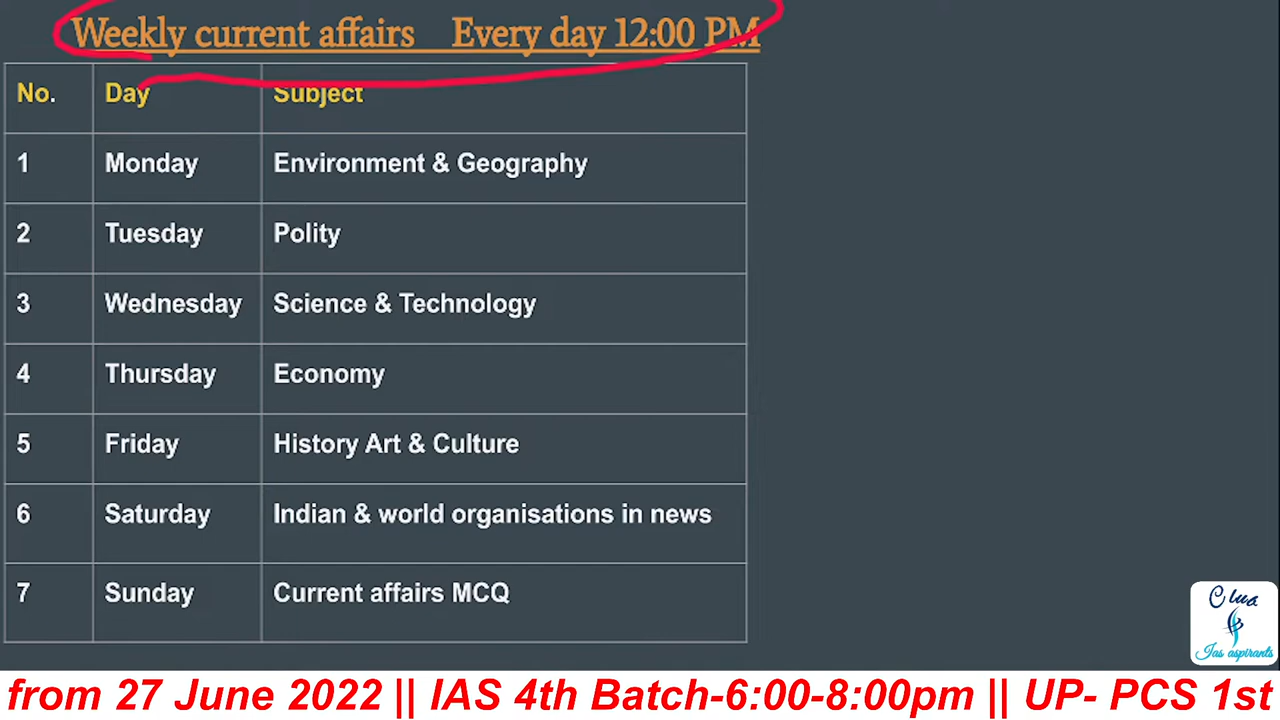 Weekly current affairs Every day 12:00 PM
No. Day Subject
1 Monday Environment & Geography
2 Tuesday Polity
3 Wednesday Science & Technology
4 Thursday Economy
5 Friday History Art & Culture
6 Saturday Indian & world organisations in news
7 Sunday Current affairs MCQ
Ias aspirants
from 27 June 2022 || IAS 4th Batch-6:00-8:00pm || UP- PCS 1st